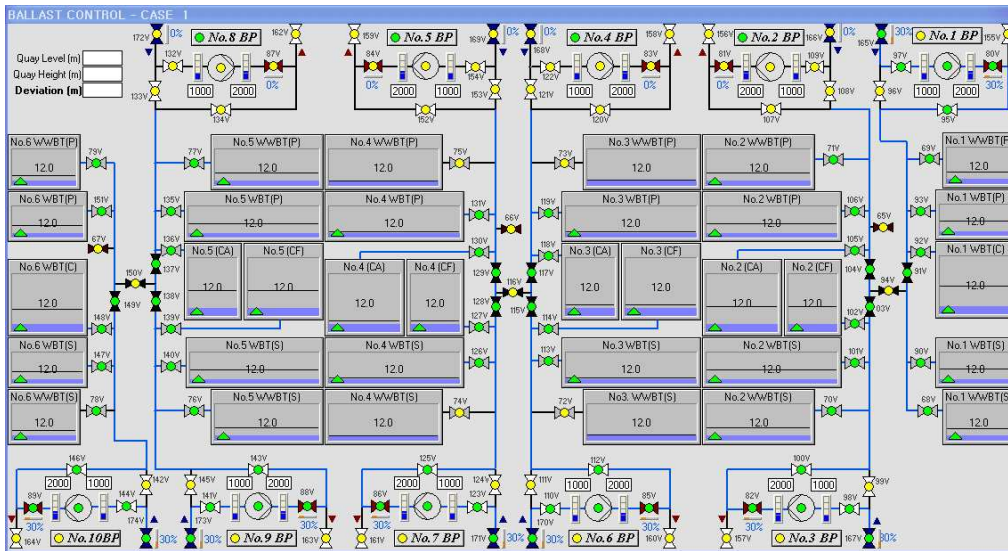 BALLAST CONTROL - CASE 1
172V 0% No.8 BP 162V 159V No.5 BP 169V 0% 168V No.4 BP 158V 156V No.2 BP 166V 0% 165V No.1 BP 155V
132V 87V 84V 154V 122V 83V 81V 109V 97V 80V
Quay Level (m)
Quay Height (m)
Deviation (m)
1000 2000 0% 0% 2000 1000 1000 2000 0% 0% 2000 1000 1000 2000 30%
133V 134V 152V 153V 121V 120V 107V 108V 96V 95V
No.6 WWBT(P) 79V 77V No.5 WWBT(P) No.4 WWBT(P) 75V 73V No.3 WWBT(P) No.2 WWBT(P) 71V 69V No.1 WWBT(P
12.0 12.0 12.0 12.0 12.0 12.0
No.6 WBT(P) 151V 135V No.5 WBT(P) No.4 WBT(P) 131V 66V 119V No.3 WBT(P) No.2 WBT(P) 106V 65V 93V No.1 WBT(P)
12.0 12.0 12.0 12.0 12.0 12.0
67V 136V No.5 (CA) No.5 (CF) 130V 118V No.3 (CA) No.3 (CF) 105V 92V No.1 WBT(C)
No.6 WBT(C) 150V 137V No.4 (CA) No.4 (CF) 129V 116V 117V No.2 (CA) No.2 (CF) 104V 94V 91V
12.0 149V 138V 12.0 12.0 12.0 12.0 128V 115V 12.0 12.0 12.0 12.0 03V 12.0
148V 139V 127V 114V 102V
No.6 WBT(S) 147V 140V No.5 WBT(S) No.4 WBT(S) 126V 113V No.3 WBT(S) No.2 WBT(S) 101V 90V No.1 WBT(S)
12.0 12.0 12.0 12.0 12.0 12.0
No.6 WWBT(S) 78V 76V No.5 WWBT(S) No.4 WWBT(S) 74V 72V No3. WWBT(S) No.2 WWBT(S) 70V 68V No.1 WWBT(S
12.0 12.0 12.0 12.0 12.0 12.0
146V 143V 125V 112V 100V
2000 1000 142V 145V 1000 2000 2000 1000 124V 111V 1000 2000 2000 1000 99V
89V 144V 141V 88V 86V 123V 110V 85V 82V 98V
30% 174V 173V 30% 30% 170V 30% 30%
164V No.10BP 30% 30% No.9 BP 163V 161V No.7 BP 171V 30% 30% No.6 BP 160V 157V No.3 BP 167V 30%